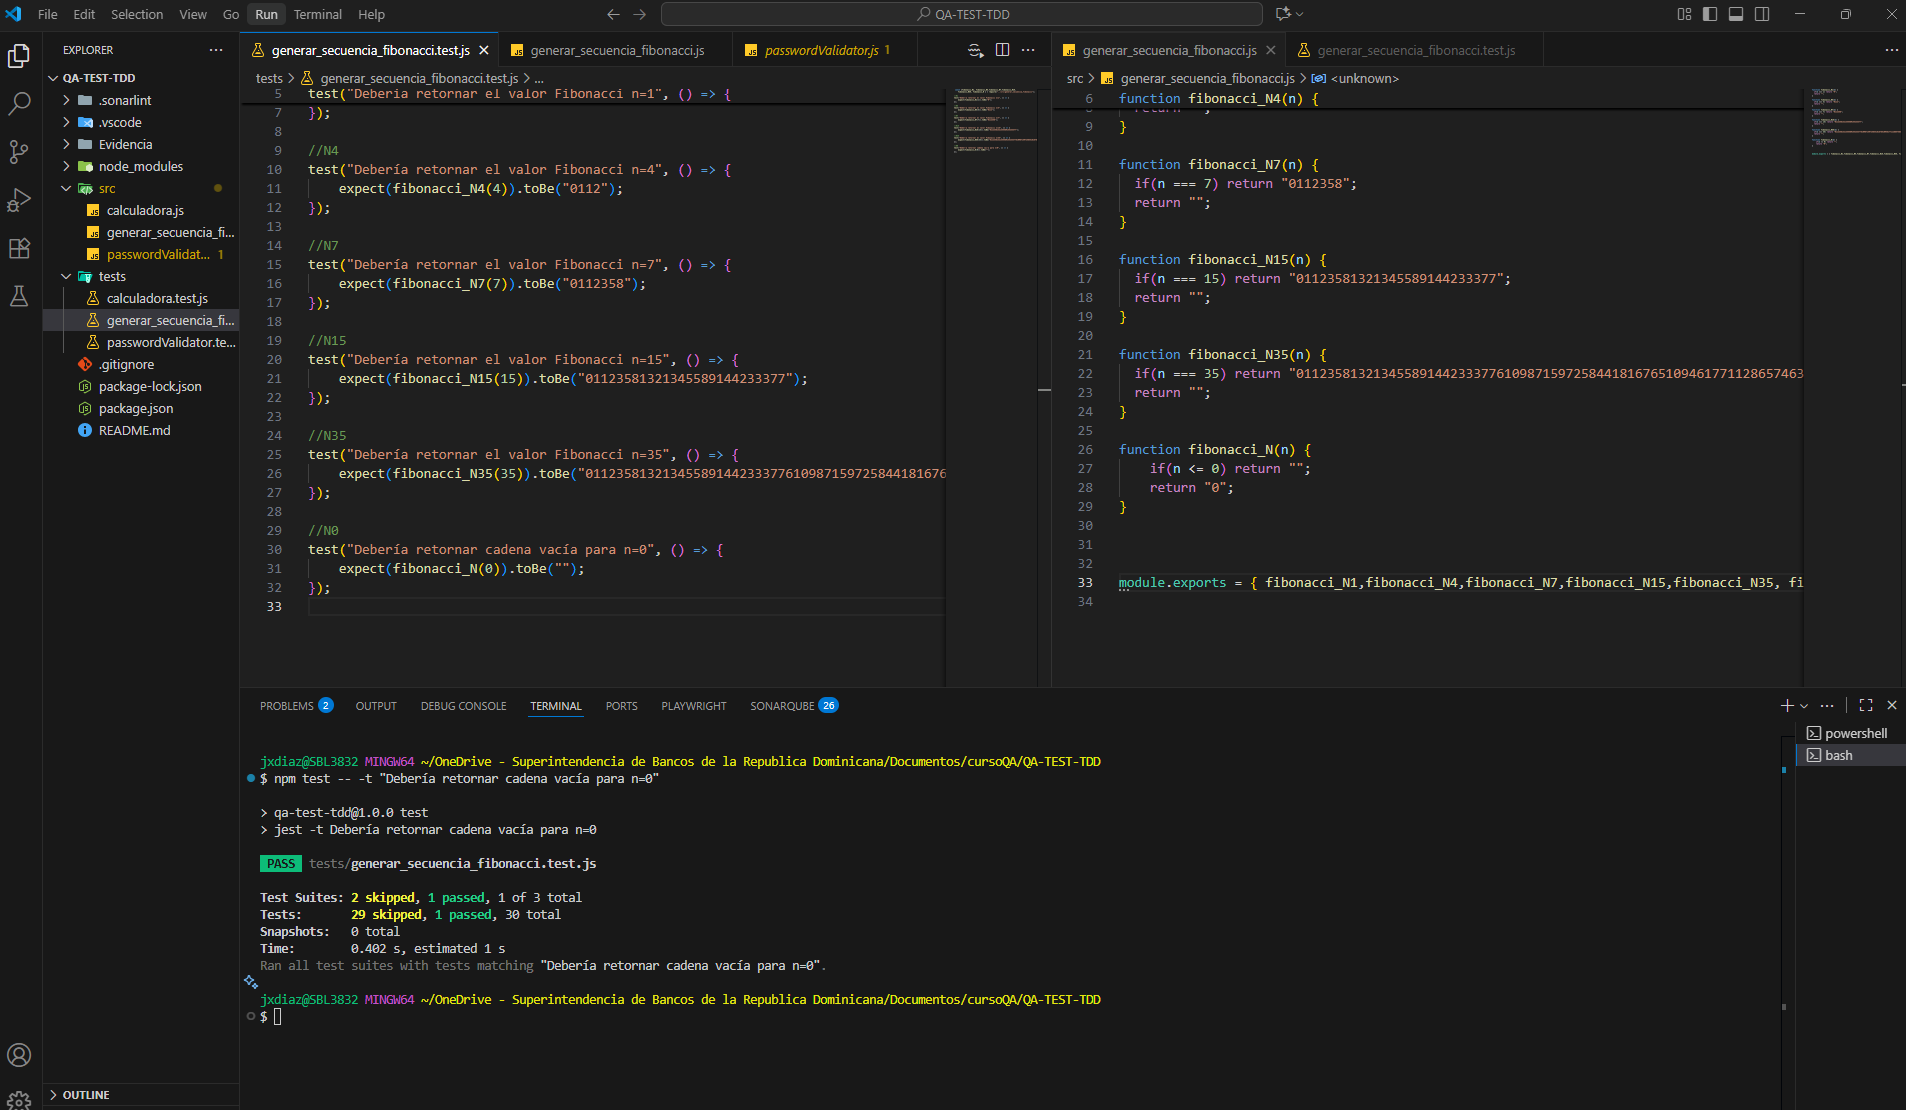 File Edit Selection View Go Run Terminal Help
QA-TEST-TDD
EXPLORER
QA-TEST-TDD
.sonarlint
.vscode
Evidencia
node_modules
src
calculadora.js
generar_secuencia_fi...
passwordValidat... 1
tests
calculadora.test.js
generar_secuencia_fi...
passwordValidator.te...
.gitignore
package-lock.json
package.json
README.md
OUTLINE
generar_secuencia_fibonacci.test.js generar_secuencia_fibonacci.js passwordValidator.js 1
tests > generar_secuencia_fibonacci.test.js > ...
5 test("Debería retornar el valor Fibonacci n=1", () => {
7 });
8
9 //N4
10 test("Debería retornar el valor Fibonacci n=4", () => {
11 expect(fibonacci_N4(4)).toBe("0112");
12 });
13
14 //N7
15 test("Debería retornar el valor Fibonacci n=7", () => {
16 expect(fibonacci_N7(7)).toBe("0112358");
17 });
18
19 //N15
20 test("Debería retornar el valor Fibonacci n=15", () => {
21 expect(fibonacci_N15(15)).toBe("01123581321345589144233377");
22 });
23
24 //N35
25 test("Debería retornar el valor Fibonacci n=35", () => {
26 expect(fibonacci_N35(35)).toBe("011235813213455891442333776109871597258441816​76
27 });
28
29 //N0
30 test("Debería retornar cadena vacía para n=0", () => {
31 expect(fibonacci_N(0)).toBe("");
32 });
33
generar_secuencia_fibonacci.js generar_secuencia_fibonacci.test.js
src > generar_secuencia_fibonacci.js > <unknown>
6 function fibonacci_N4(n) {
9 }
10
11 function fibonacci_N7(n) {
12 if(n === 7) return "0112358";
13 return "";
14 }
15
16 function fibonacci_N15(n) {
17 if(n === 15) return "01123581321345589144233377";
18 return "";
19 }
20
21 function fibonacci_N35(n) {
22 if(n === 35) return "011235813213455891442333776109871597258441816765109461771128657463
23 return "";
24 }
25
26 function fibonacci_N(n) {
27 if(n <= 0) return "";
28 return "0";
29 }
30
31
32
33 module.exports = { fibonacci_N1,fibonacci_N4,fibonacci_N7,fibonacci_N15,fibonacci_N35, fi
34
PROBLEMS 2 OUTPUT DEBUG CONSOLE TERMINAL PORTS PLAYWRIGHT SONARQUBE 26
powershell
bash
jxdiaz@SBL3832 MINGW64 ~/OneDrive - Superintendencia de Bancos de la Republica Dominicana/Documentos/cursoQA/QA-TEST-TDD
$ npm test -- -t "Debería retornar cadena vacía para n=0"
> qa-test-tdd@1.0.0 test
> jest -t Debería retornar cadena vacía para n=0
PASS tests/generar_secuencia_fibonacci.test.js
Test Suites: 2 skipped, 1 passed, 1 of 3 total
Tests: 29 skipped, 1 passed, 30 total
Snapshots: 0 total
Time: 0.402 s, estimated 1 s
Ran all test suites with tests matching "Debería retornar cadena vacía para n=0".
jxdiaz@SBL3832 MINGW64 ~/OneDrive - Superintendencia de Bancos de la Republica Dominicana/Documentos/cursoQA/QA-TEST-TDD
$